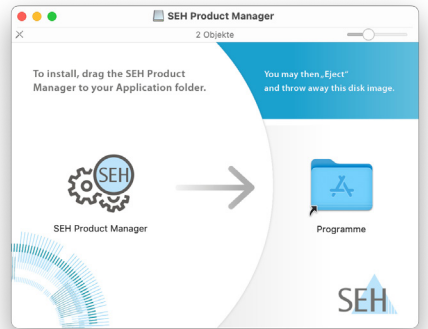 SEH Product Manager
2 Objekte
To install, drag the SEH Product
Manager to your Application folder.
You may then „Eject“
and throw away this disk image.
SEH
SEH Product Manager
Programme
SEH